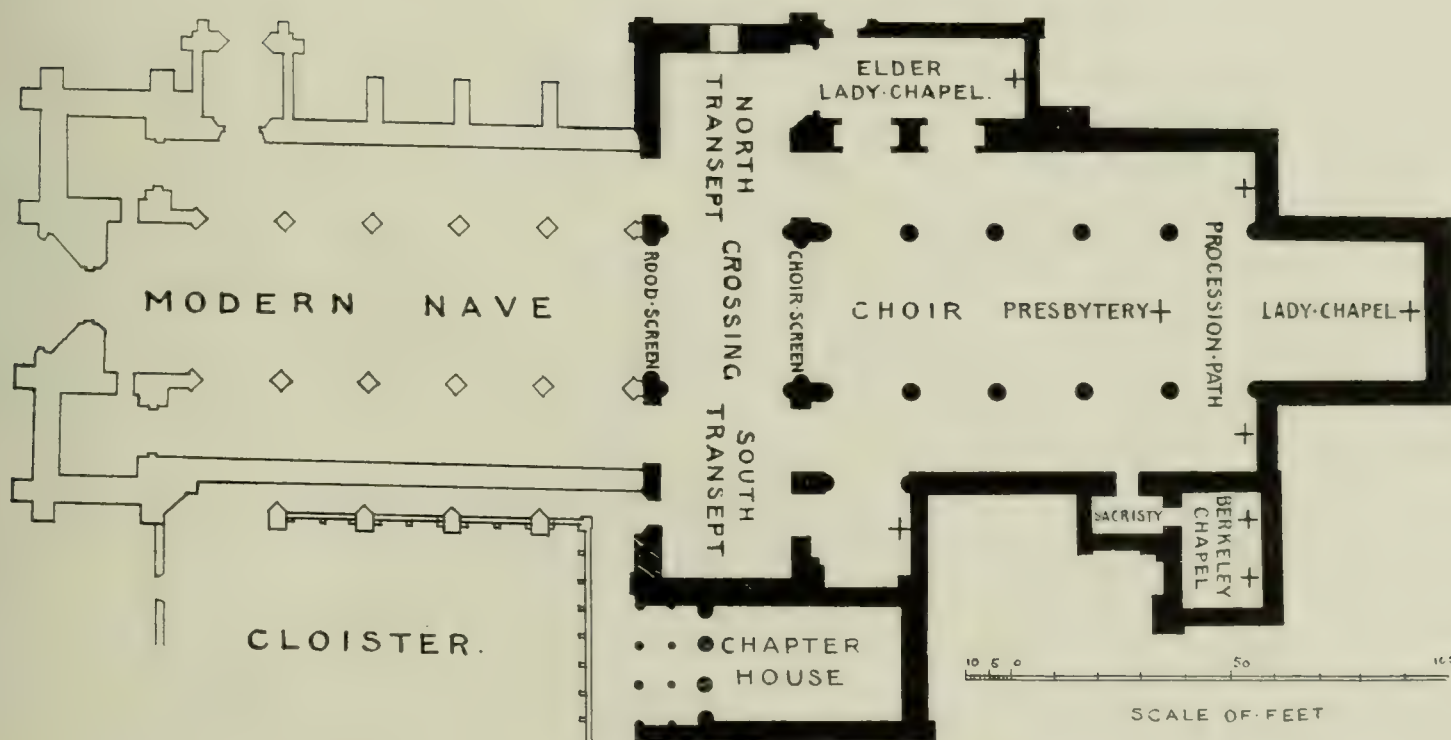 ELDER
LADY·CHAPEL.
NORTH
TRANSEPT
CROSSING
SOUTH
TRANSEPT
ROOD·SCREEN
CHOIR·SCREEN
MODERN NAVE
CHOIR
PRESBYTERY
PROCESSION·PATH
LADY·CHAPEL
SACRISTY
BERKELEY
CHAPEL
CLOISTER.
CHAPTER
HOUSE
10 5 0 50
SCALE OF·FEET